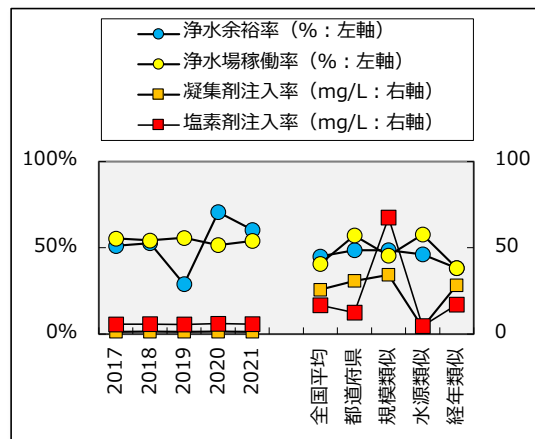 浄水余裕率（%：左軸）
浄水場稼働率（%：左軸）
凝集剤注入率（mg/L：右軸）
塩素剤注入率（mg/L：右軸）
100%
50%
0%
100
50
0
2017
2018
2019
2020
2021
全国平均
都道府県
規模類似
水源類似
経年類似